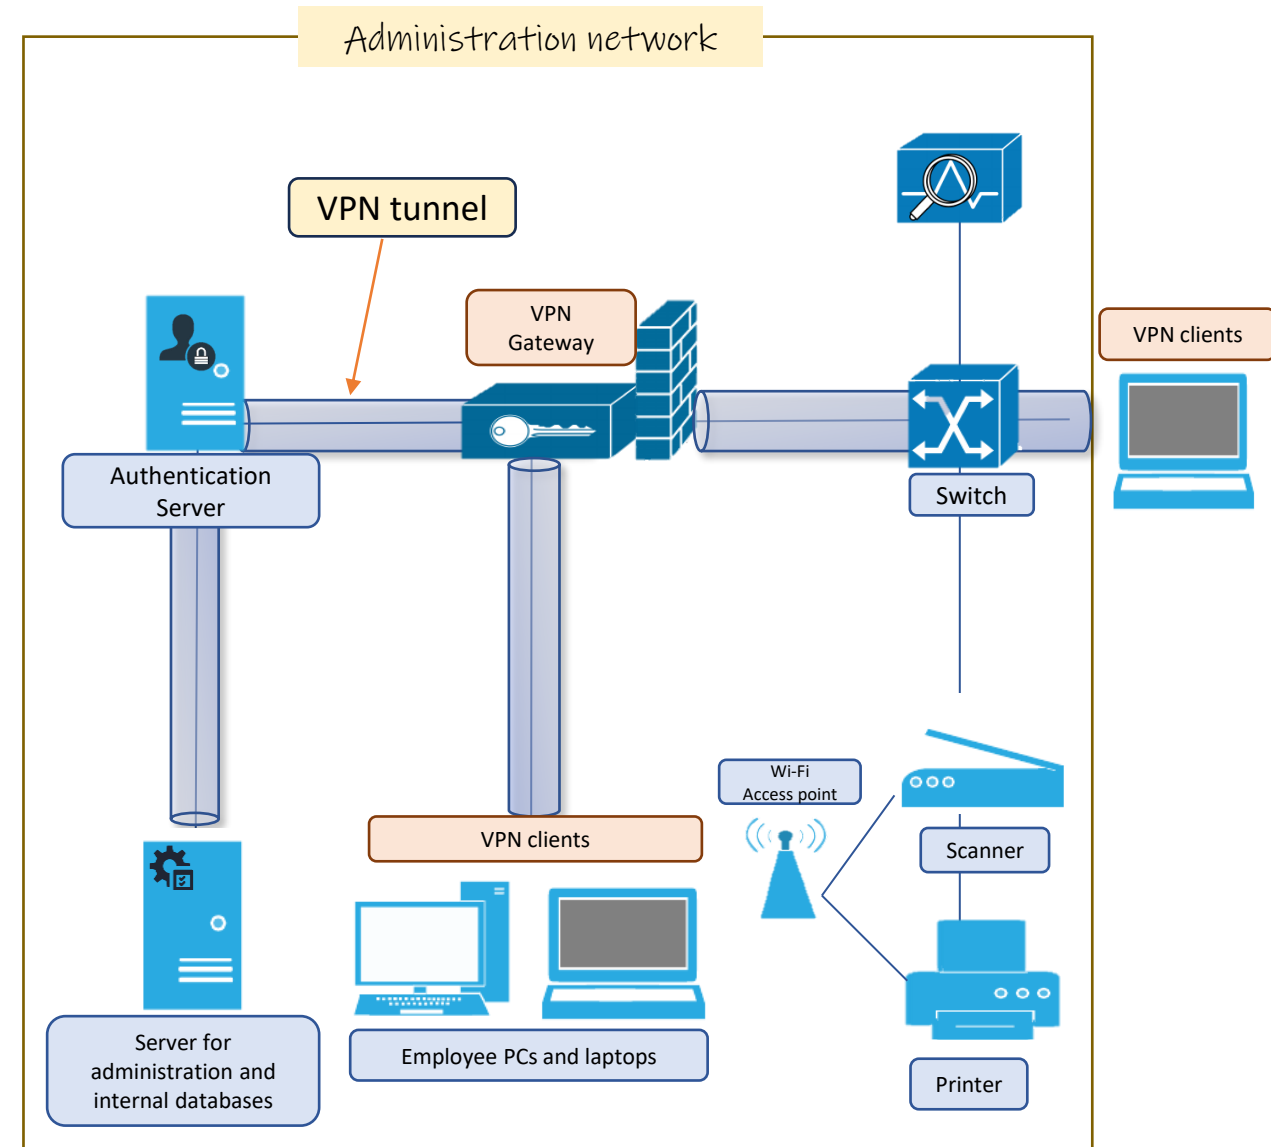 Administration network
VPN tunnel
VPN
Gateway
VPN clients
Authentication
Server
Switch
Wi-Fi
Access point
VPN clients
Scanner
Server for
administration and
internal databases
Employee PCs and laptops
Printer